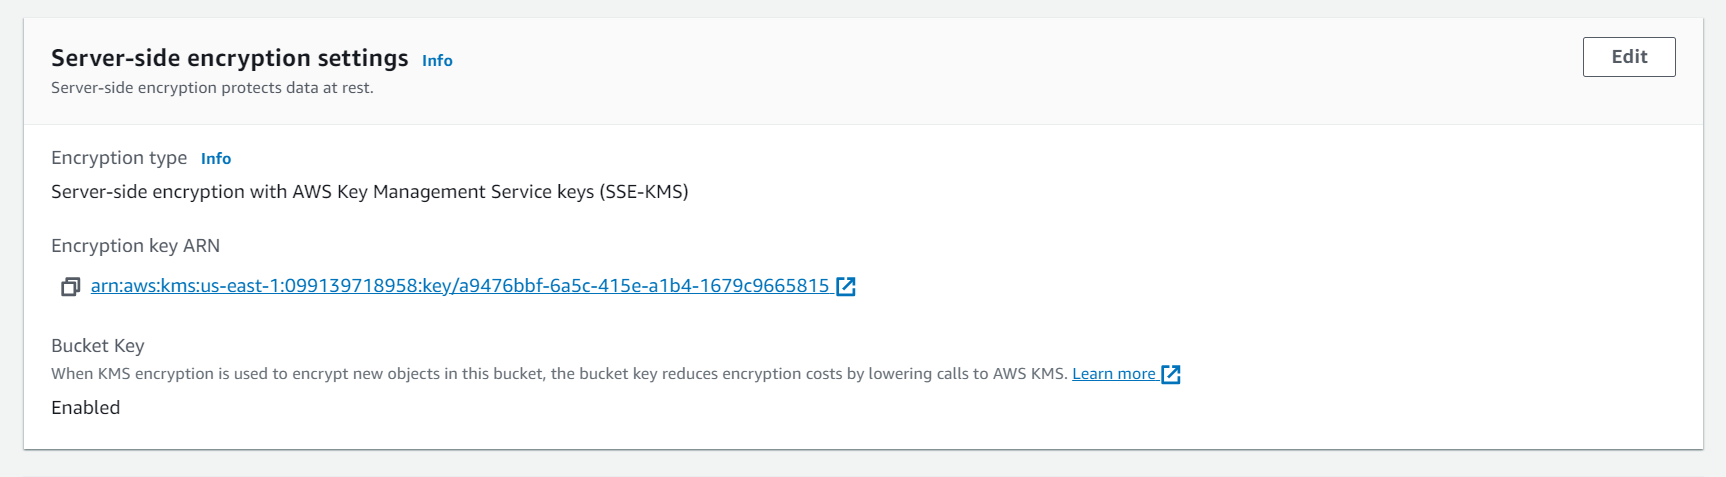 Server-side encryption settings Info
Edit
Server-side encryption protects data at rest.
Encryption type Info
Server-side encryption with AWS Key Management Service keys (SSE-KMS)
Encryption key ARN
arn:aws:kms:us-east-1:099139718958:key/a9476bbf-6a5c-415e-a1b4-1679c9665815
Bucket Key
When KMS encryption is used to encrypt new objects in this bucket, the bucket key reduces encryption costs by lowering calls to AWS KMS. Learn more
Enabled